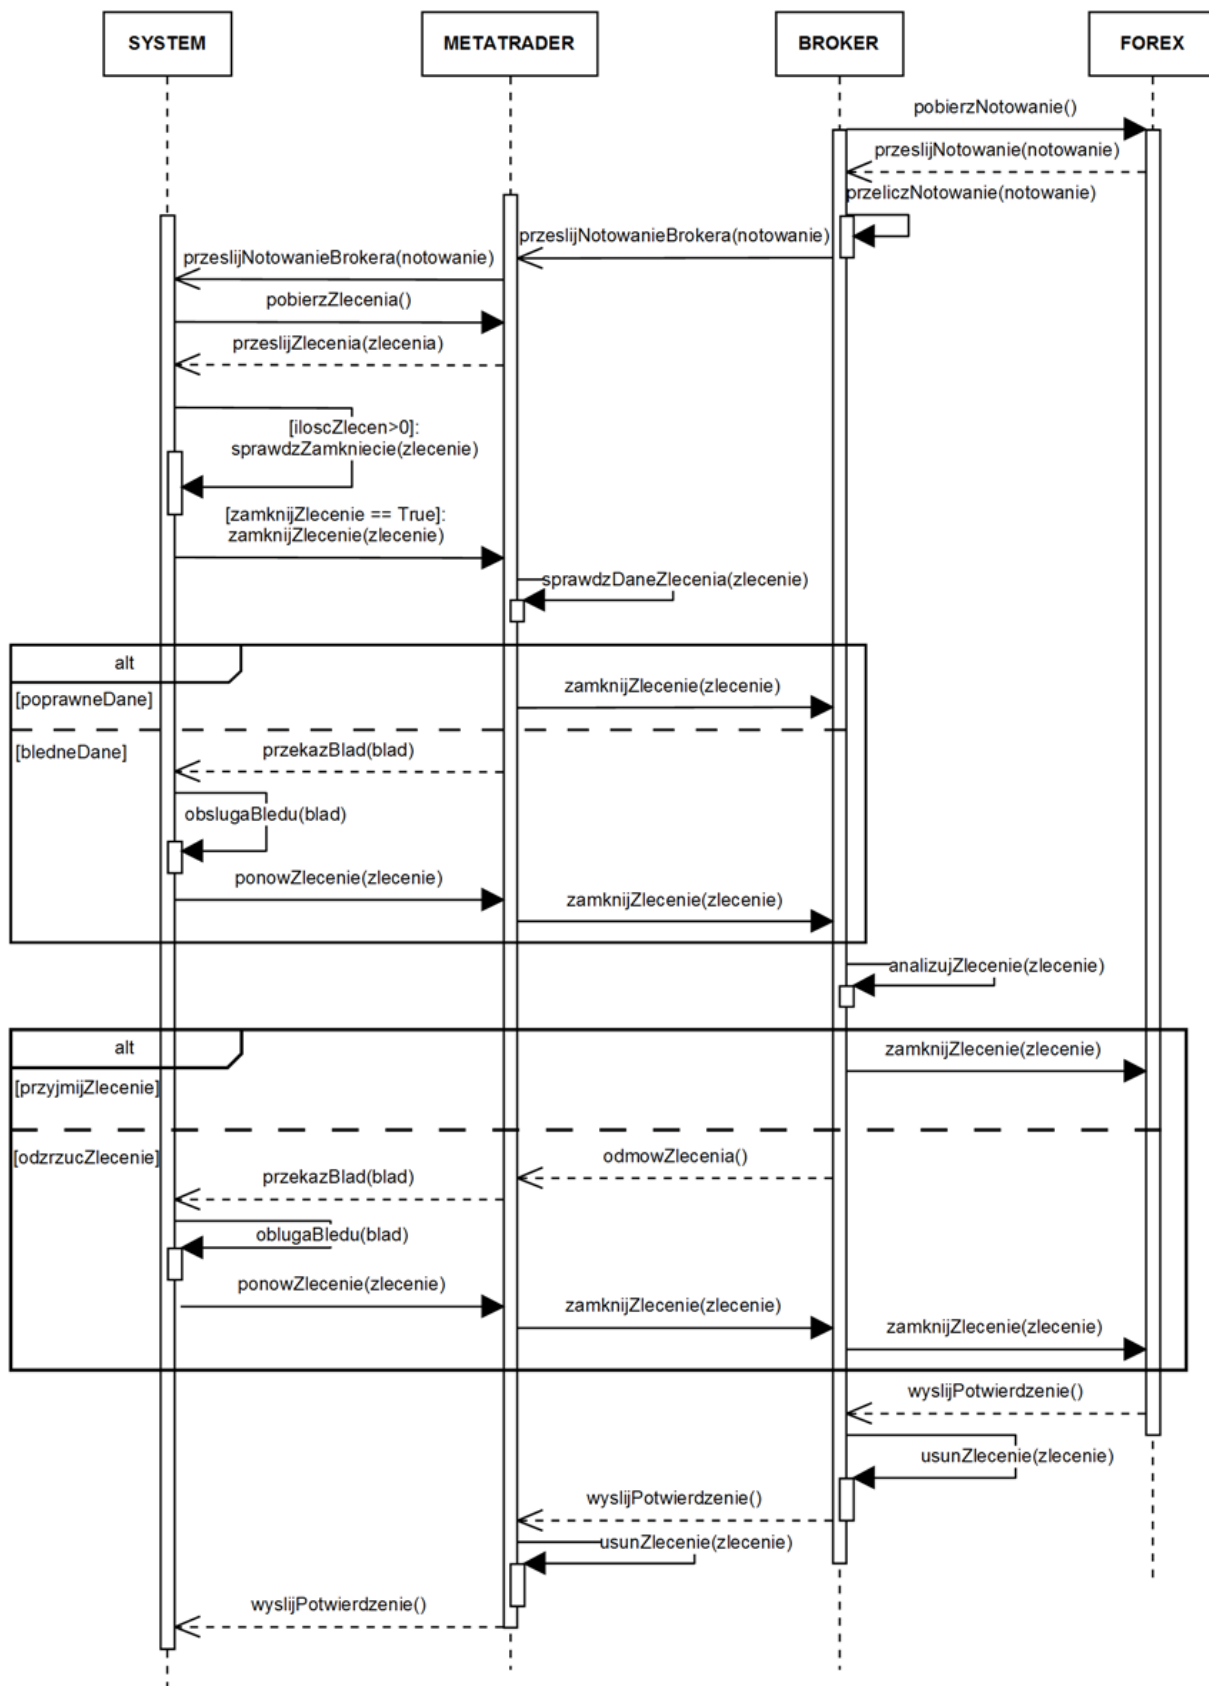 SYSTEM
METATRADER
BROKER
FOREX
pobierzNotowanie()
przeslijNotowanie(notowanie)
przeliczNotowanie(notowanie)
przeslijNotowanieBrokera(notowanie)
przeslijNotowanieBrokera(notowanie)
pobierzZlecenia()
przeslijZlecenia(zlecenia)
[iloscZlecen>0]:
sprawdzZamkniecie(zlecenie)
[zamknijZlecenie == True]:
zamknijZlecenie(zlecenie)
sprawdzDaneZlecenia(zlecenie)
alt
[poprawneDane]
zamknijZlecenie(zlecenie)
[bledneDane]
przekazBlad(blad)
obslugaBledu(blad)
ponowZlecenie(zlecenie)
zamknijZlecenie(zlecenie)
analizujZlecenie(zlecenie)
alt
zamknijZlecenie(zlecenie)
[przyjmijZlecenie]
[odzrzucZlecenie]
odmowZlecenia()
przekazBlad(blad)
oblugaBledu(blad)
ponowZlecenie(zlecenie)
zamknijZlecenie(zlecenie)
zamknijZlecenie(zlecenie)
wyslijPotwierdzenie()
usunZlecenie(zlecenie)
wyslijPotwierdzenie()
usunZlecenie(zlecenie)
wyslijPotwierdzenie()